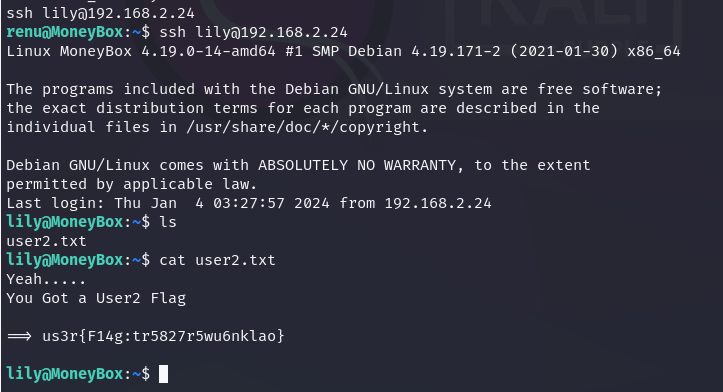 ssh lily@192.168.2.24
renu@MoneyBox:~$ ssh lily@192.168.2.24
Linux MoneyBox 4.19.0-14-amd64 #1 SMP Debian 4.19.171-2 (2021-01-30) x86_64

The programs included with the Debian GNU/Linux system are free software;
the exact distribution terms for each program are described in the
individual files in /usr/share/doc/*/copyright.

Debian GNU/Linux comes with ABSOLUTELY NO WARRANTY, to the extent
permitted by applicable law.
Last login: Thu Jan  4 03:27:57 2024 from 192.168.2.24
lily@MoneyBox:~$ ls
user2.txt
lily@MoneyBox:~$ cat user2.txt
Yeah.....
You Got a User2 Flag

==> us3r{F14g:tr5827r5wu6nklao}

lily@MoneyBox:~$